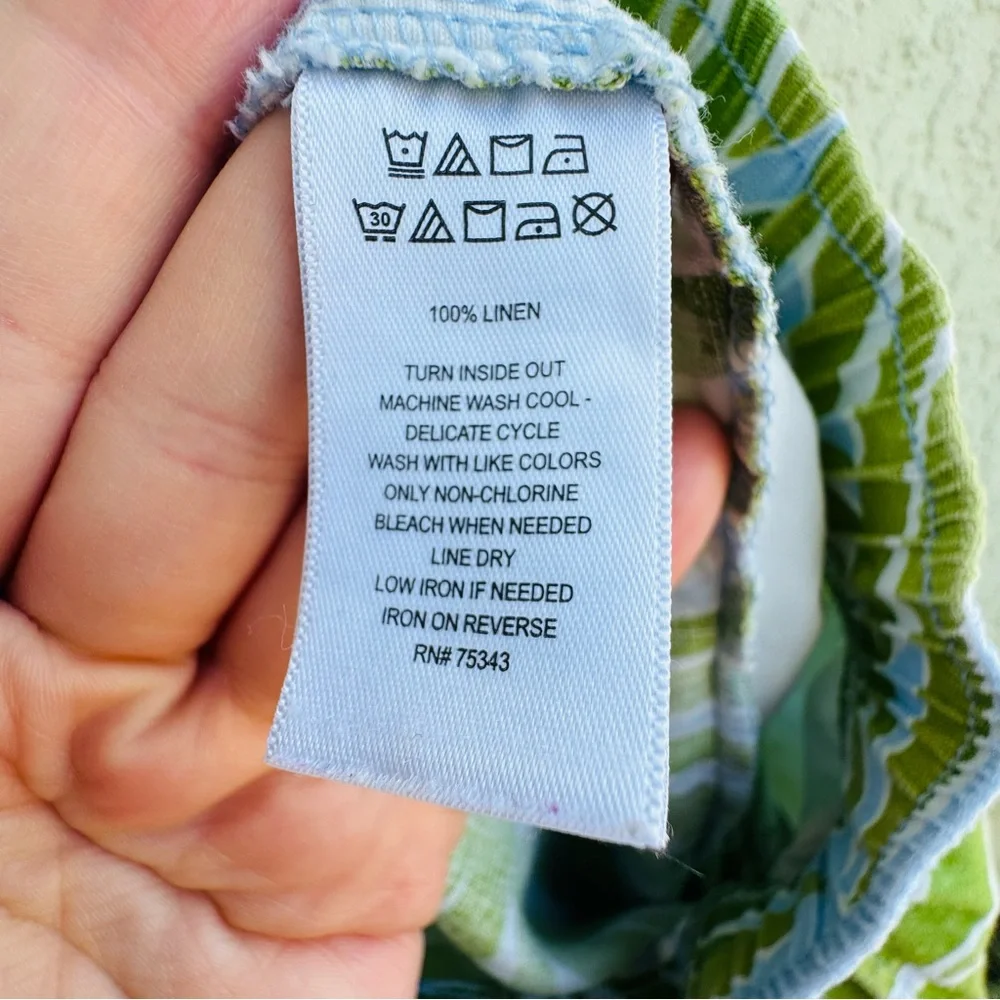 30
100% LINEN
TURN INSIDE OUT
MACHINE WASH COOL -
DELICATE CYCLE
WASH WITH LIKE COLORS
ONLY NON-CHLORINE
BLEACH WHEN NEEDED
LINE DRY
LOW IRON IF NEEDED
IRON ON REVERSE
RN# 75343